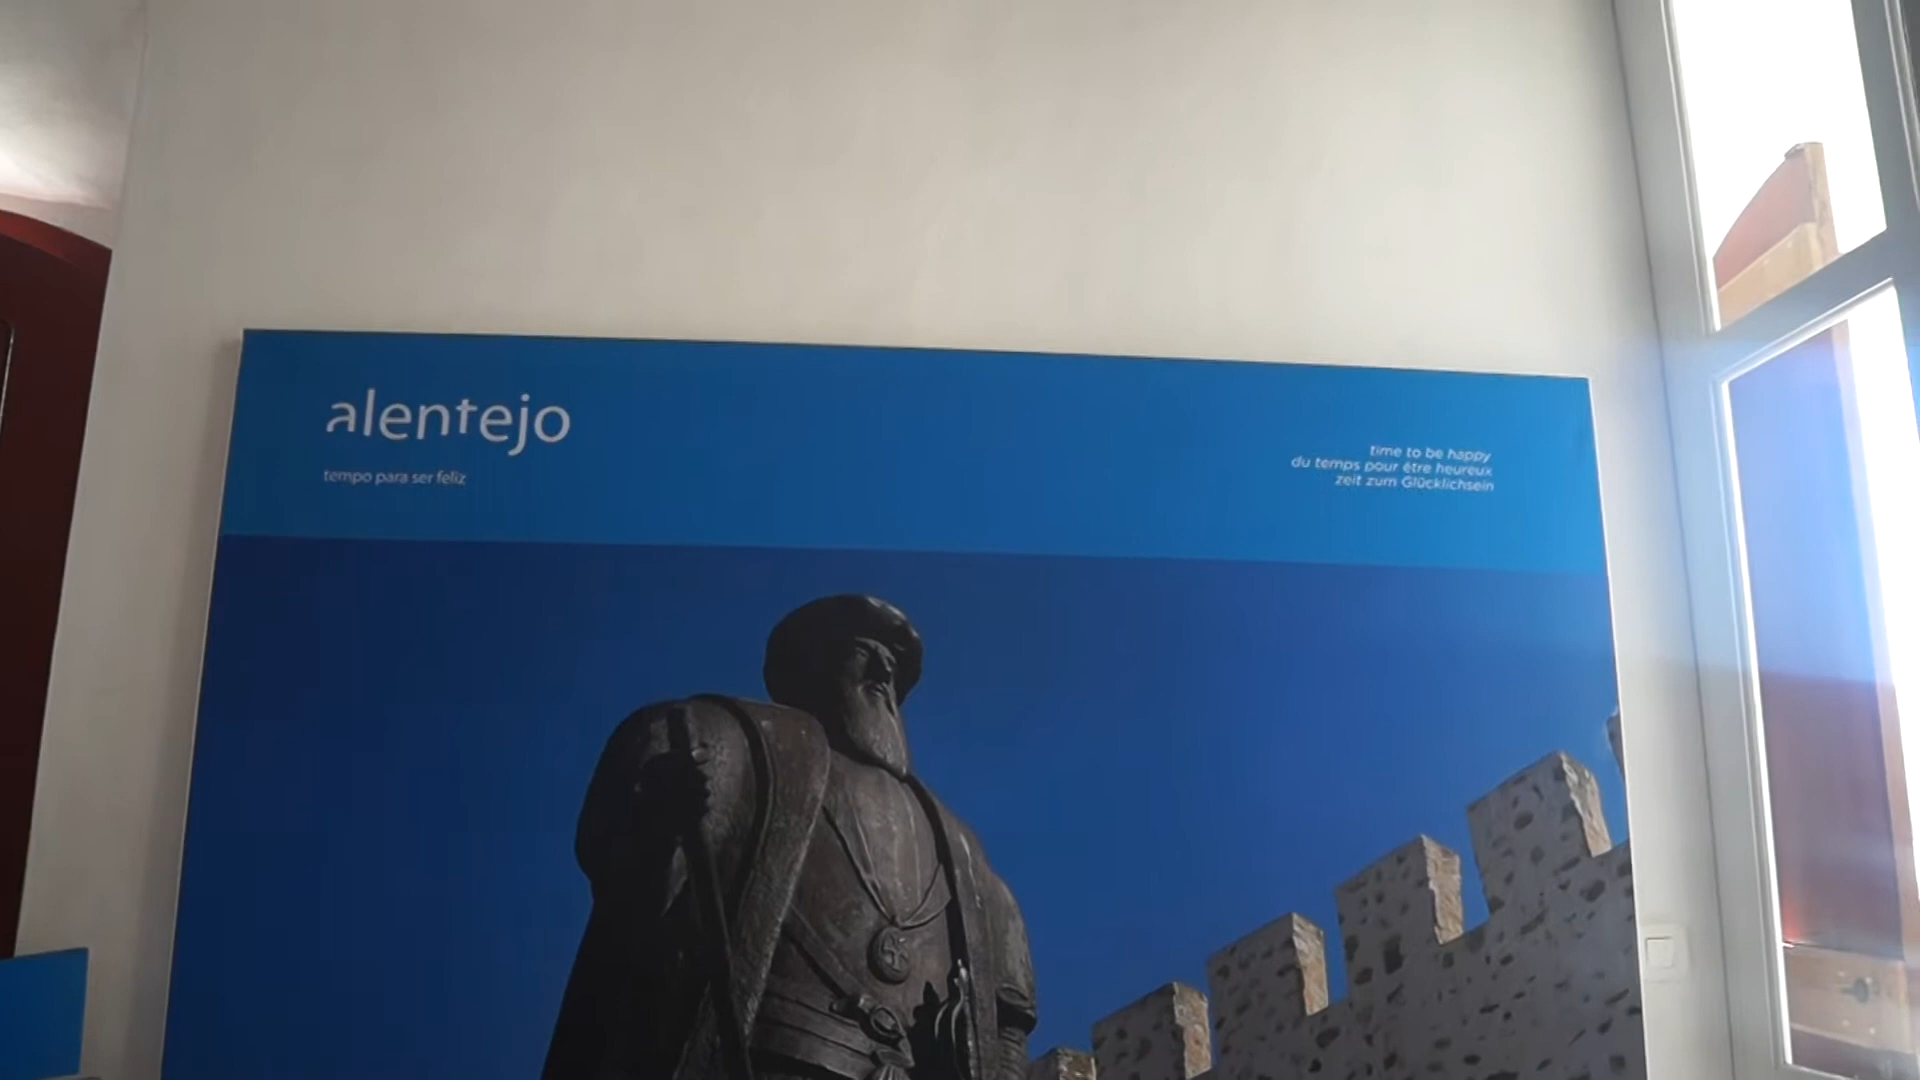 alentejo
tempo para ser feliz
time to be happy
du temps pour être heureux
zeit zum Glücklichsein